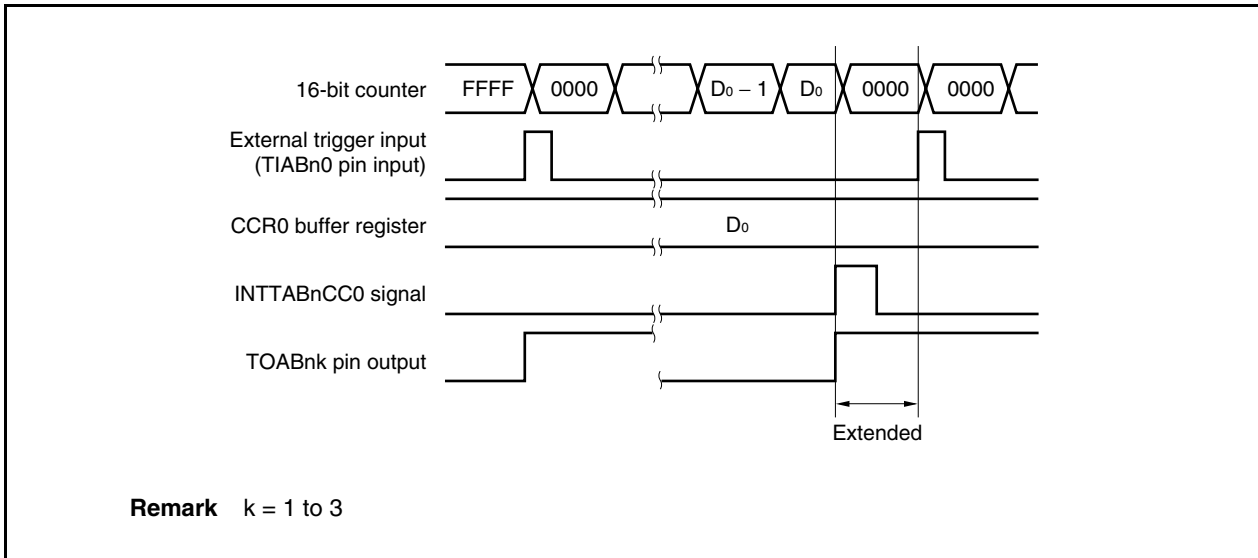 16-bit counter FFFF 0000 D0 − 1 D0 0000 0000
External trigger input
(TIABn0 pin input)
CCR0 buffer register D0
INTTABnCC0 signal
TOABnk pin output
Extended
Remark k = 1 to 3